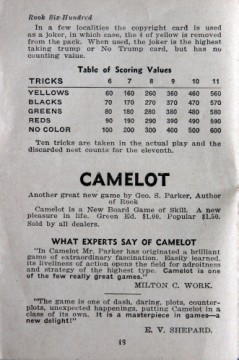 Rook Six-Hundred
In a few localities the copyright card is used
as a joker, in which case, the 4 of yellow is removed
from the pack. When used, the joker is the highest
taking trump or No Trump card, but has no
counting value.
Table of Scoring Values
TRICKS 6 7 8 9 10 11
YELLOWS 60 160 260 360 460 560
BLACKS 70 170 270 370 470 570
GREENS 80 180 280 380 480 580
REDS 90 190 290 390 490 590
NO COLOR 100 200 300 400 500 600
Ten tricks are taken in the actual play and the
discarded nest counts for the eleventh.
CAMELOT
Another great new game by Geo. S. Parker, Author
of Rook
Camelot is a New Board Game of Skill. A new
pleasure in life. Green Ed. $1.00. Popular $1.50.
Sold by all dealers.
WHAT EXPERTS SAY OF CAMELOT
"In Camelot Mr. Parker has originated a brilliant
game of extraordinary fascination. Easily learned,
its liveliness of action opens the field for adroitness
and strategy of the highest type. Camelot is one
of the few really great games."
MILTON C. WORK.
"The game is one of dash, daring, plots, counter-
plots, unexpected happenings, putting Camelot in a
class of its own. It is a masterpiece in games—a
new delight!"
E. V. SHEPARD.